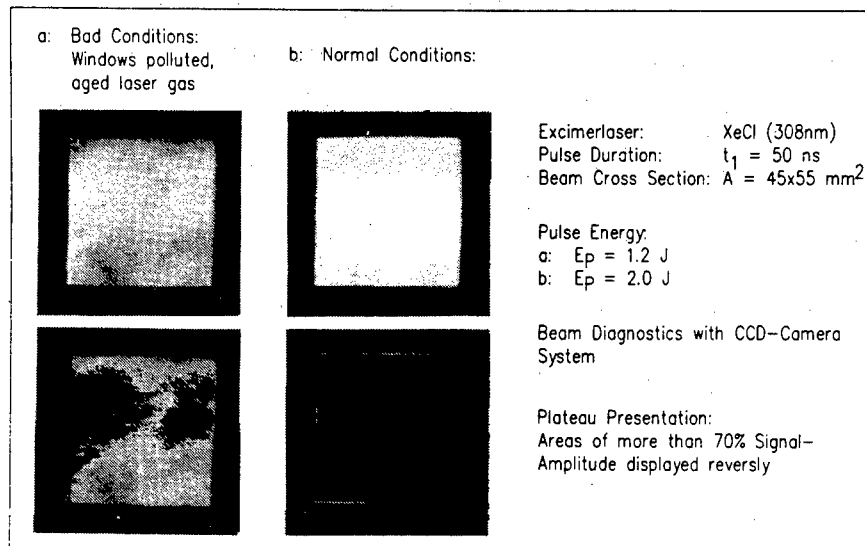 a: Bad Conditions:
Windows polluted,
aged laser gas
b: Normal Conditions:
Excimerlaser: XeCl (308nm)
Pulse Duration: t₁ = 50 ns
Beam Cross Section: A = 45x55 mm²
Pulse Energy:
a: Ep = 1.2 J
b: Ep = 2.0 J
Beam Diagnostics with CCD-Camera
System
Plateau Presentation:
Areas of more than 70% Signal-
Amplitude displayed reversly